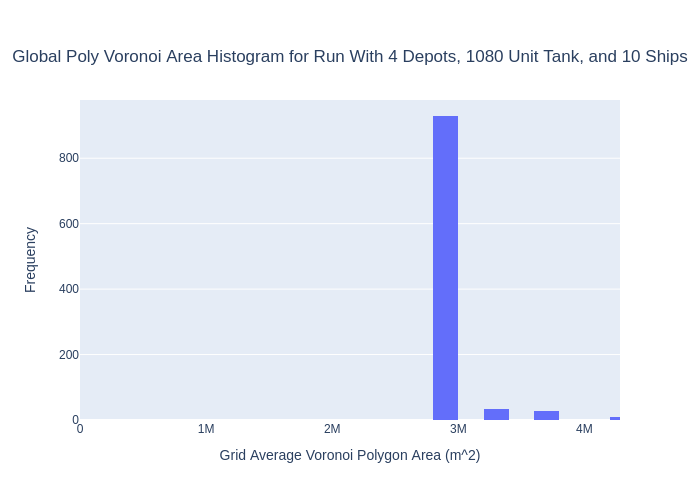 Global Poly Voronoi Area Histogram for Run With 4 Depots, 1080 Unit Tank, and 10 Ships
Frequency
800
600
400
200
0
0 1M 2M 3M 4M
Grid Average Voronoi Polygon Area (m^2)